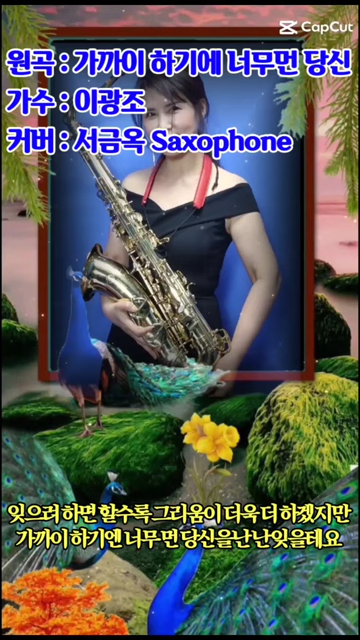 CapCut
원곡 : 가까이 하기에 너무먼 당신
가수 : 이광조
커버 : 서금옥 Saxophone
잊으려 하면 할수록 그리움이 더욱 더 하겠지만
가까이 하기엔 너무 먼 당신을 난 난 잊을테요